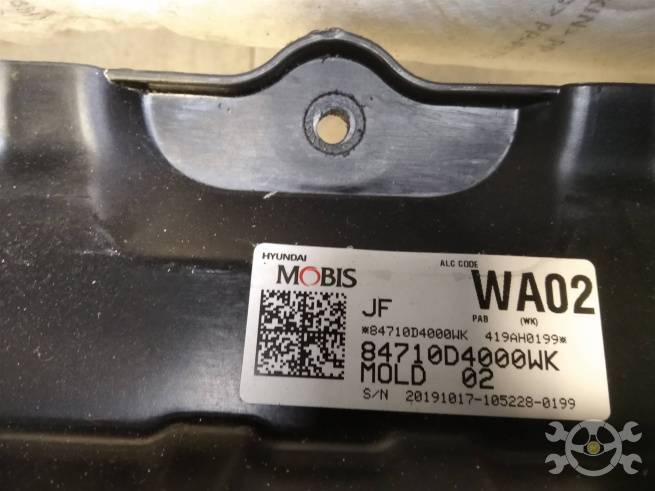 HYUNDAI
MOBIS
ALC CODE
WA02
JF
PAB (WK)
*84710D4000WK 419AH0199*
84710D4000WK
MOLD 02
S/N 20191017-105228-0199